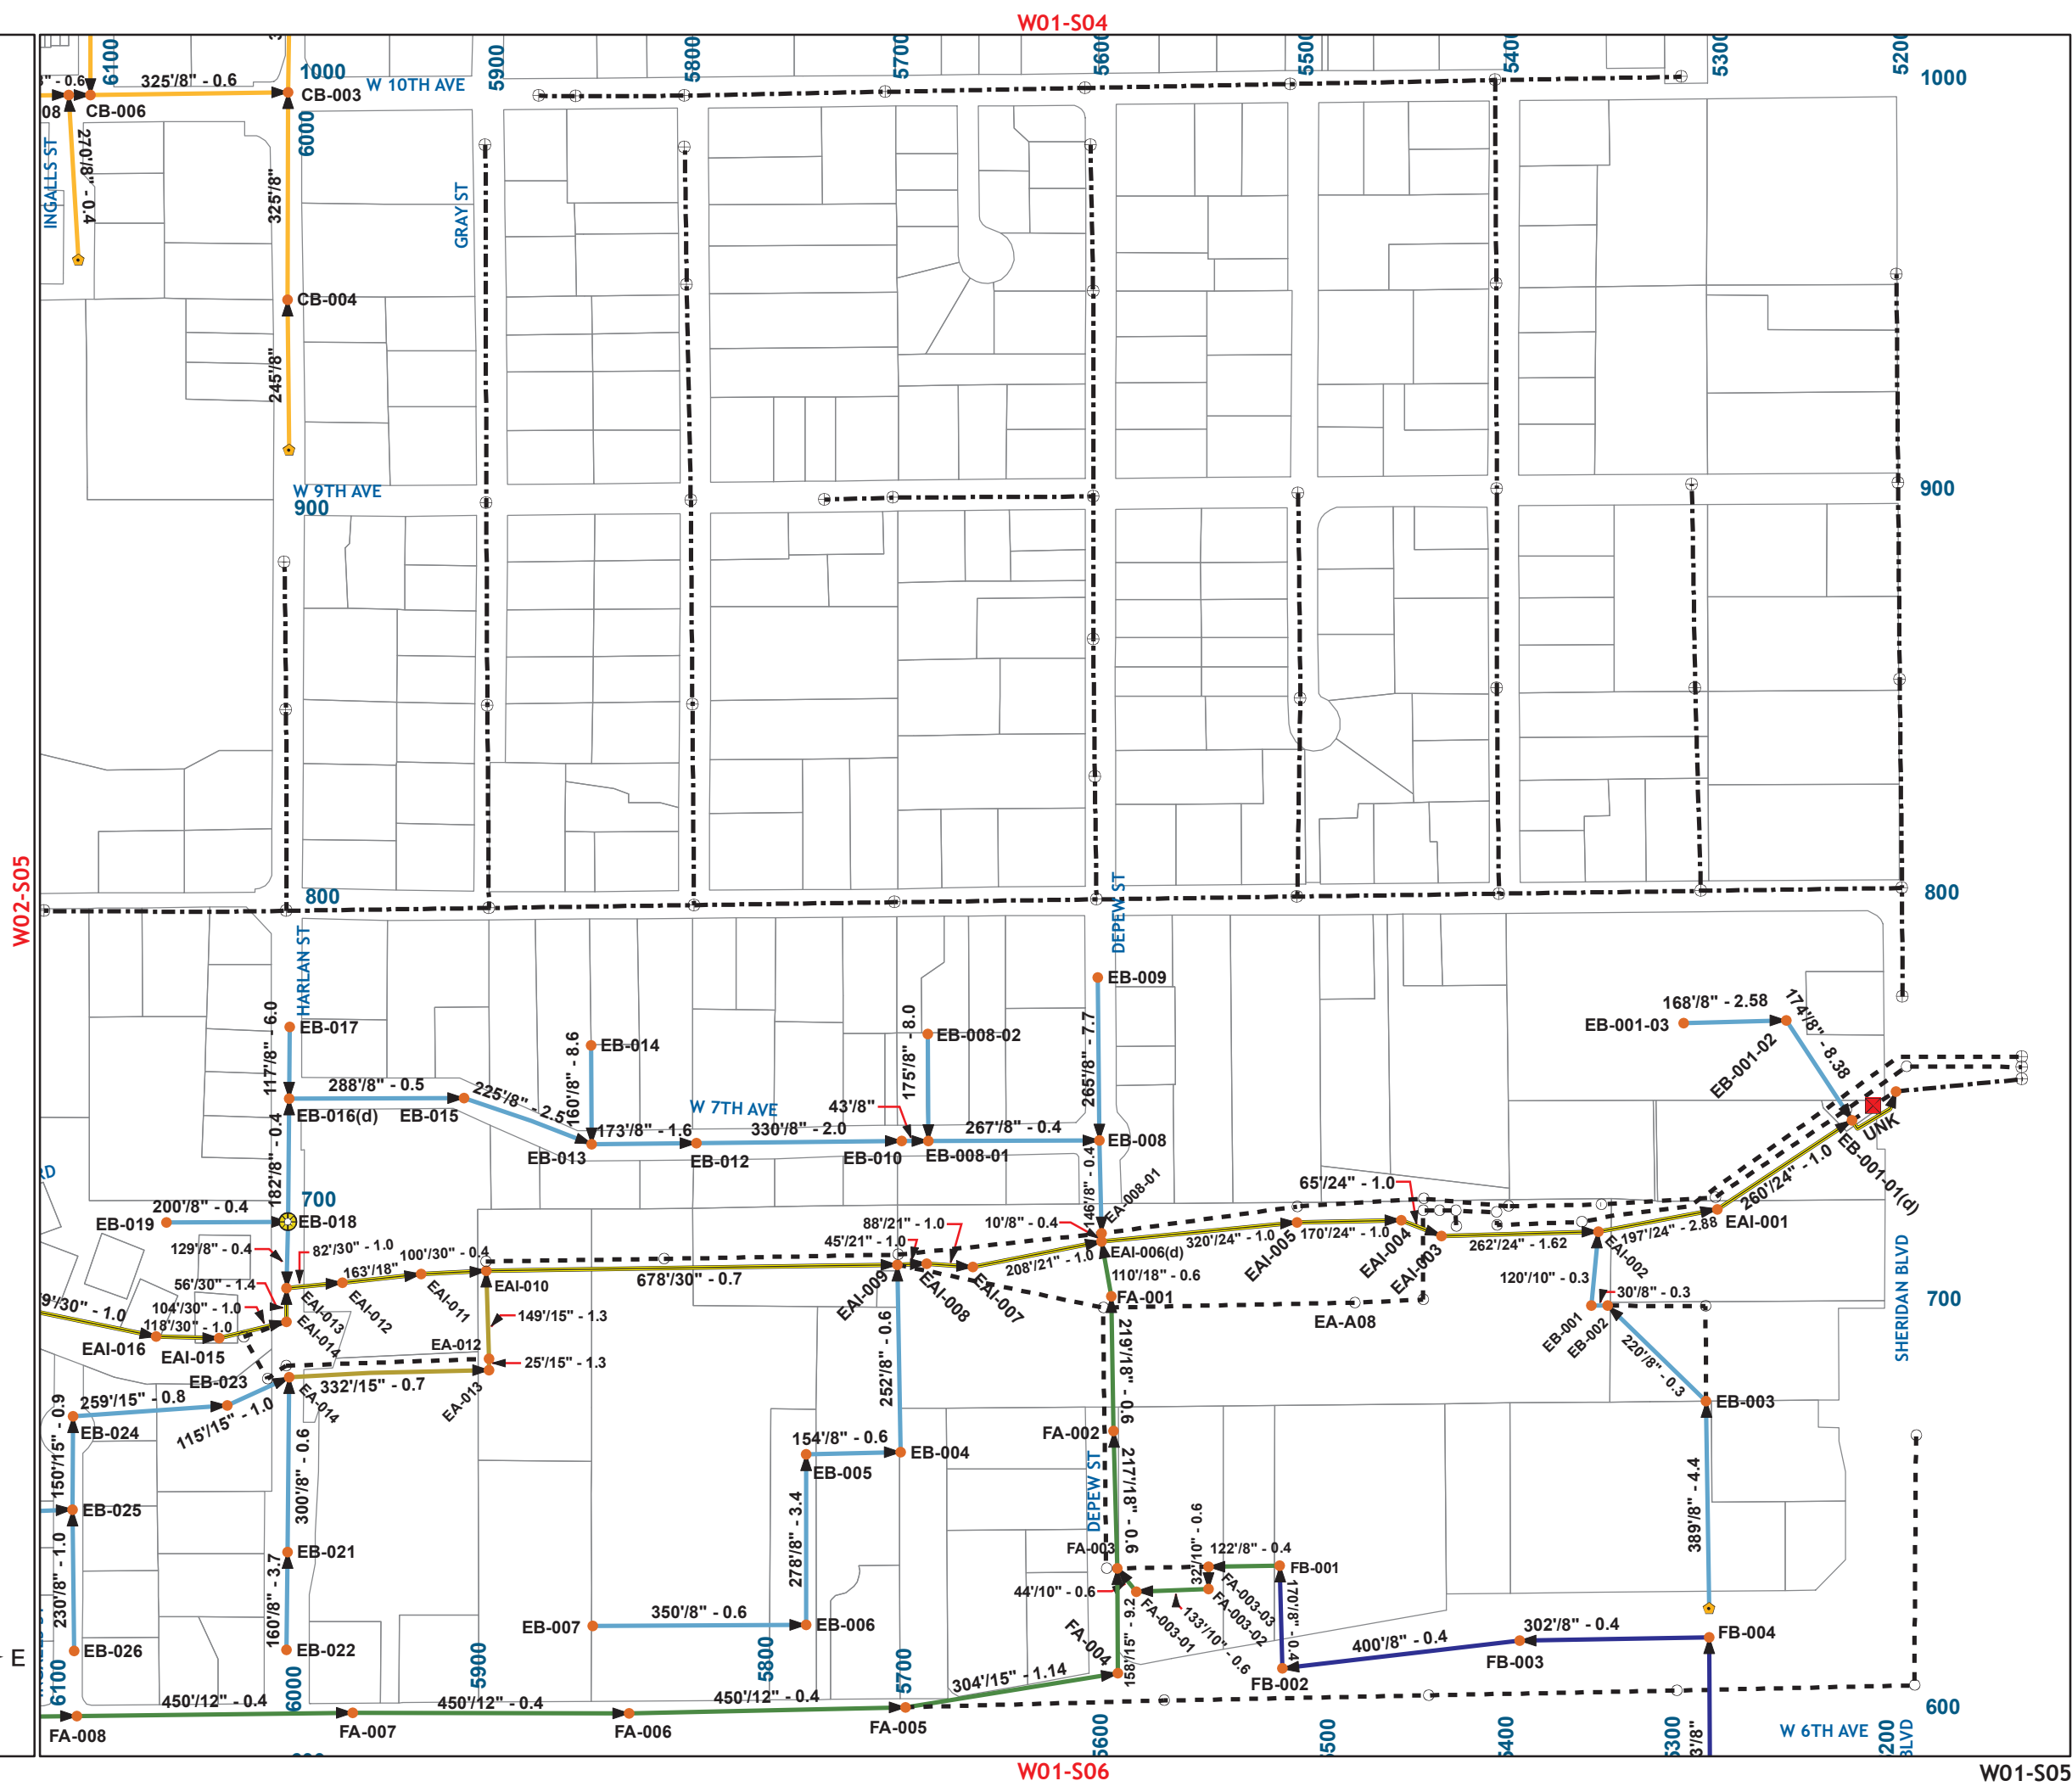 W01-S04
6100
1000
5900
5800
5700
5600
5500
5400
5300
5200
1000
325'/8" - 0.6
W 10TH AVE
CB-003
CB-006
08
6000
INGALLS ST
270'/8" - 0.4
325'/8"
GRAY ST
CB-004
245'/8"
W 9TH AVE
900
900
W02-S05
800
800
HARLAN ST
DEPEW ST
EB-009
117'/8" - 6.0
EB-017
EB-014
160'/8" - 8.6
175'/8" - 8.0
EB-008-02
265'/8" - 7.7
168'/8" - 2.58
EB-001-03
174'/8" - 8.38
EB-001-02
288'/8" - 0.5
225'/8" - 2.5
EB-016(d)
EB-015
W 7TH AVE
43'/8"
173'/8" - 1.6
330'/8" - 2.0
267'/8" - 0.4
EB-008
EB-013
EB-012
EB-010
EB-008-01
UNK
EB-001-01(d)
182'/8" - 0.4
146'/8" - 0.4
EA-008-01
260'/24" - 1.0
65'/24" - 1.0
700
200'/8" - 0.4
EB-019
EB-018
88'/21" - 1.0
10'/8" - 0.4
45'/21" - 1.0
129'/8" - 0.4
82'/30" - 1.0
100'/30" - 0.4
163'/18"
EAI-006(d)
320'/24" - 1.0
EAI-005
170'/24" - 1.0
EAI-004
EAI-003
262'/24" - 1.62
EAI-002
197'/24" - 2.88
EAI-001
56'/30" - 1.4
104'/30" - 1.0
118'/30" - 1.0
9'/30" - 1.0
EAI-016
EAI-015
EAI-014
EAI-013
EAI-012
EAI-011
EAI-010
678'/30" - 0.7
EAI-009
EAI-008
EAI-007
208'/21" - 1.0
110'/18" - 0.6
FA-001
EA-A08
120'/10" - 0.3
30'/8" - 0.3
EB-001
EB-002
SHERIDAN BLVD
700
149'/15" - 1.3
EA-012
25'/15" - 1.3
EA-013
332'/15" - 0.7
EA-014
EB-023
259'/15" - 0.8
115'/15" - 1.0
EB-024
150'/15" - 0.9
252'/8" - 0.6
219'/18" - 0.6
220'/8" - 0.3
EB-003
FA-002
154'/8" - 0.6
EB-004
EB-005
300'/8" - 0.6
EB-025
230'/8" - 1.0
278'/8" - 3.4
DEPEW ST
217'/18" - 0.6
389'/8" - 4.4
EB-021
160'/8" - 3.7
FA-003
32'/10" - 0.6
122'/8" - 0.4
FB-001
44'/10" - 0.6
FA-003-03
FA-003-02
FA-003-01
133'/10" - 0.6
170'/8" - 0.4
158'/15" - 9.2
FA-004
EB-007
350'/8" - 0.6
EB-006
EB-026
EB-022
E
6100
6000
5900
5800
5700
304'/15" - 1.14
FB-002
400'/8" - 0.4
FB-003
302'/8" - 0.4
FB-004
450'/12" - 0.4
450'/12" - 0.4
450'/12" - 0.4
FA-008
FA-007
FA-006
FA-005
5600
500
5400
5300
3'/8"
W 6TH AVE
200
BLVD
600
W01-S06
W01-S05